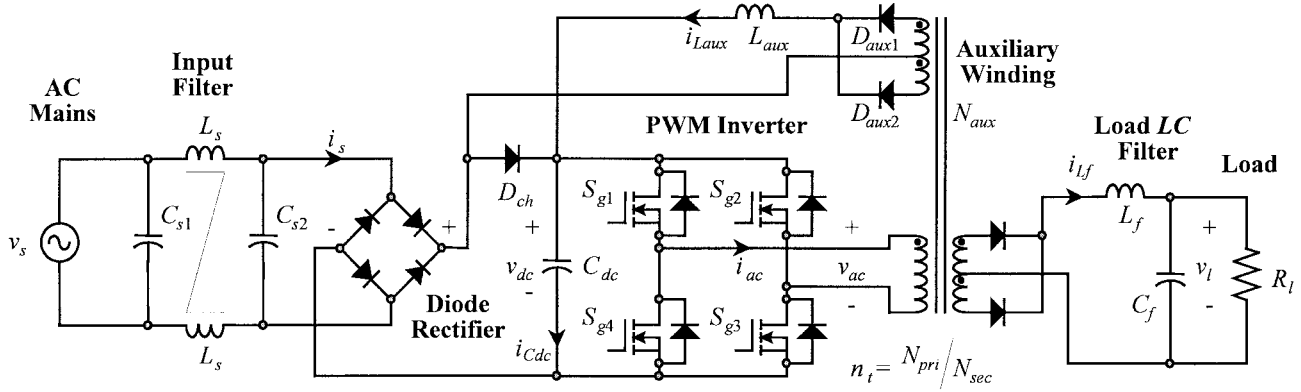 AC
Mains
v_s
C_s1
Input
Filter
L_s
L_s
C_s2
i_s
-
+
Diode
Rectifier
D_ch
i_Laux
L_aux
D_aux1
D_aux2
Auxiliary
Winding
N_aux
PWM Inverter
+
v_dc
-
C_dc
i_Cdc
S_g1
S_g2
S_g4
S_g3
i_ac
+
v_ac
-
n_t = N_pri / N_sec
Load LC
Filter
i_Lf
L_f
C_f
Load
+
v_l
-
R_l